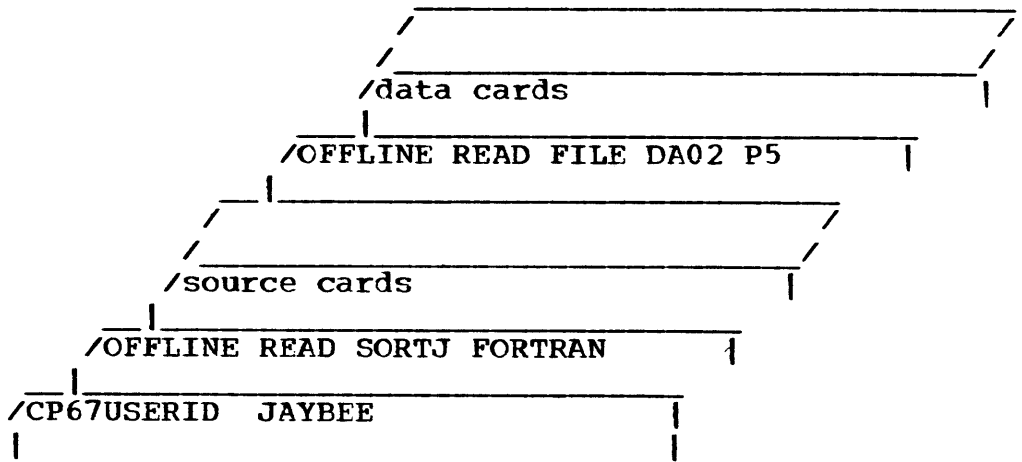 data cards
OFFLINE READ FILE DA02 P5
source cards
OFFLINE READ SORTJ FORTRAN
CP67USERID JAYBEE